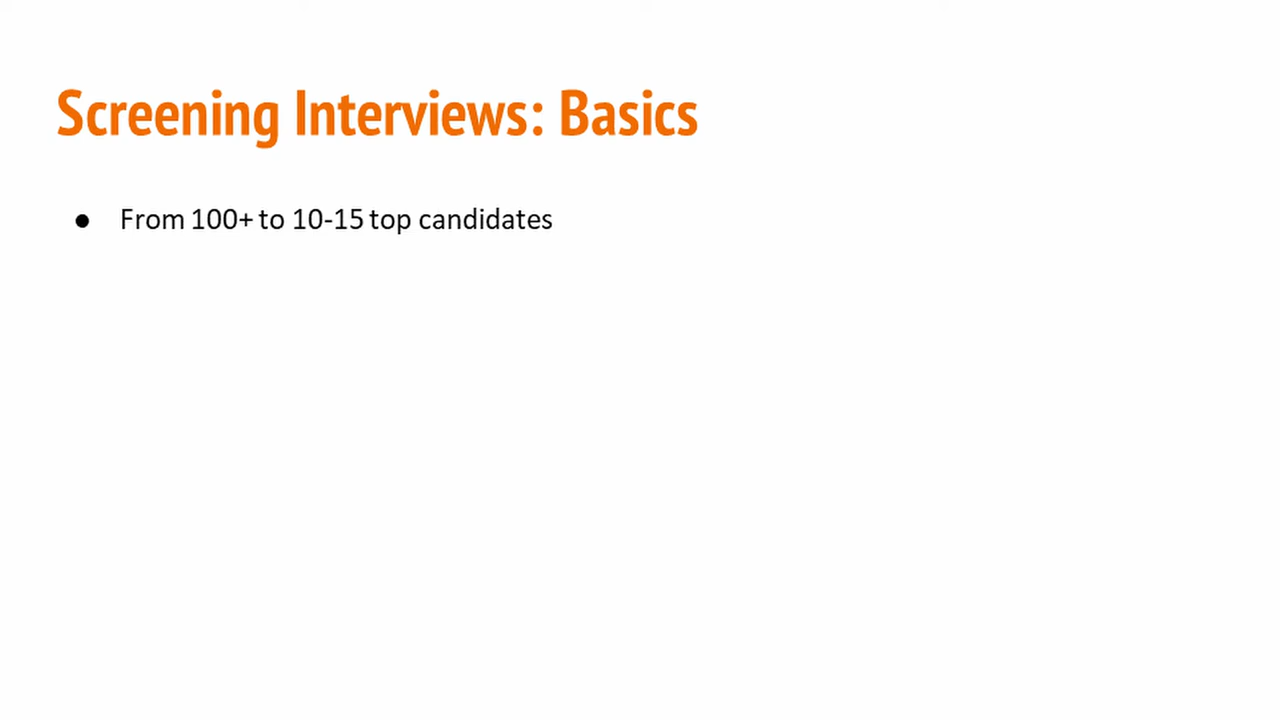 Screening Interviews: Basics
● From 100+ to 10-15 top candidates